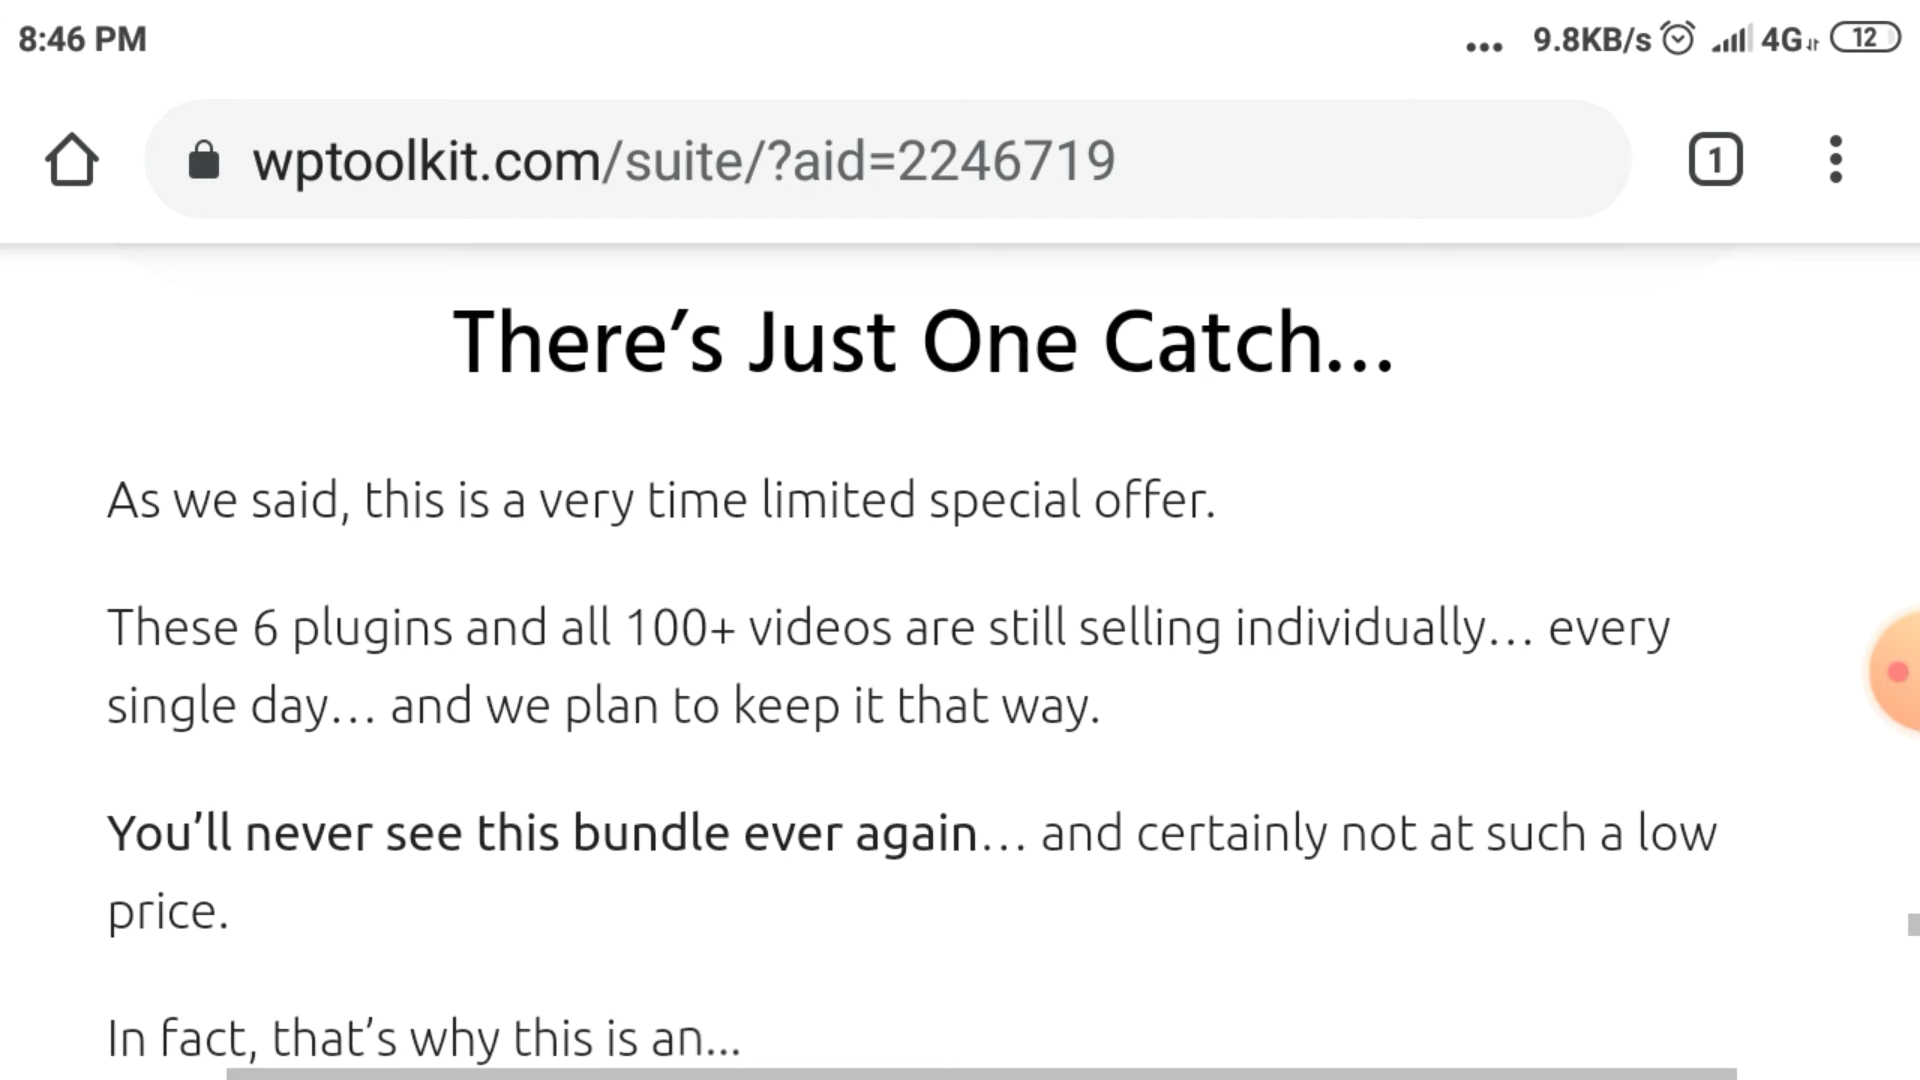 8:46 PM
... 9.8KB/s 4G 12
wptoolkit.com/suite/?aid=2246719
1
There’s Just One Catch...
As we said, this is a very time limited special offer.
These 6 plugins and all 100+ videos are still selling individually… every
single day… and we plan to keep it that way.
You’ll never see this bundle ever again… and certainly not at such a low
price.
In fact, that’s why this is an...